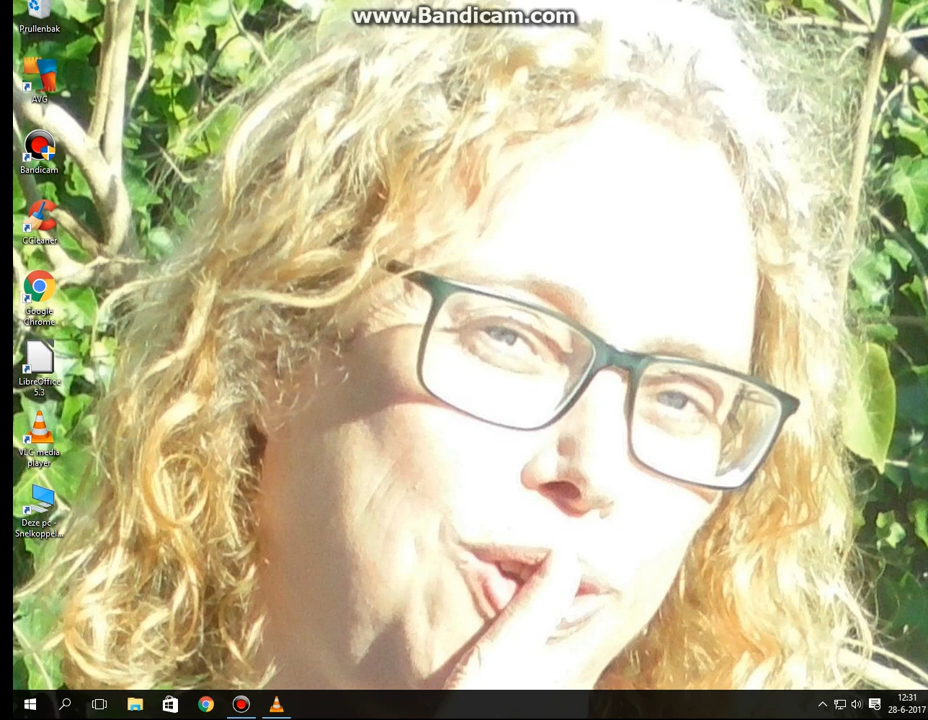 www.Bandicam.com
Prullenbak
AVG
Bandicam
CCleaner
Google
Chrome
LibreOffice
5.3
VLC media
player
Deze pc -
Snelkoppel...
12:31
28-6-2017